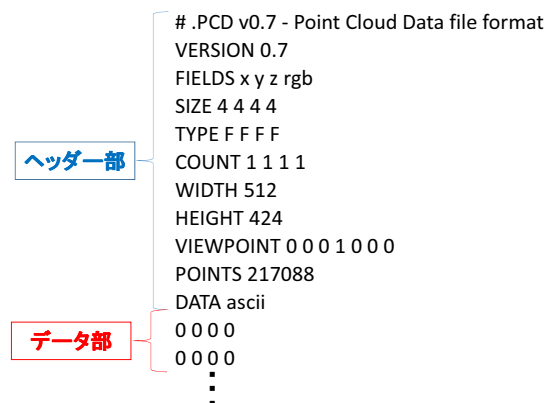 # .PCD v0.7 - Point Cloud Data file format
VERSION 0.7
FIELDS x y z rgb
SIZE 4 4 4 4
TYPE F F F F
ヘッダー部
COUNT 1 1 1 1
WIDTH 512
HEIGHT 424
VIEWPOINT 0 0 0 1 0 0 0
POINTS 217088
DATA ascii
データ部
0 0 0 0
0 0 0 0
⋮